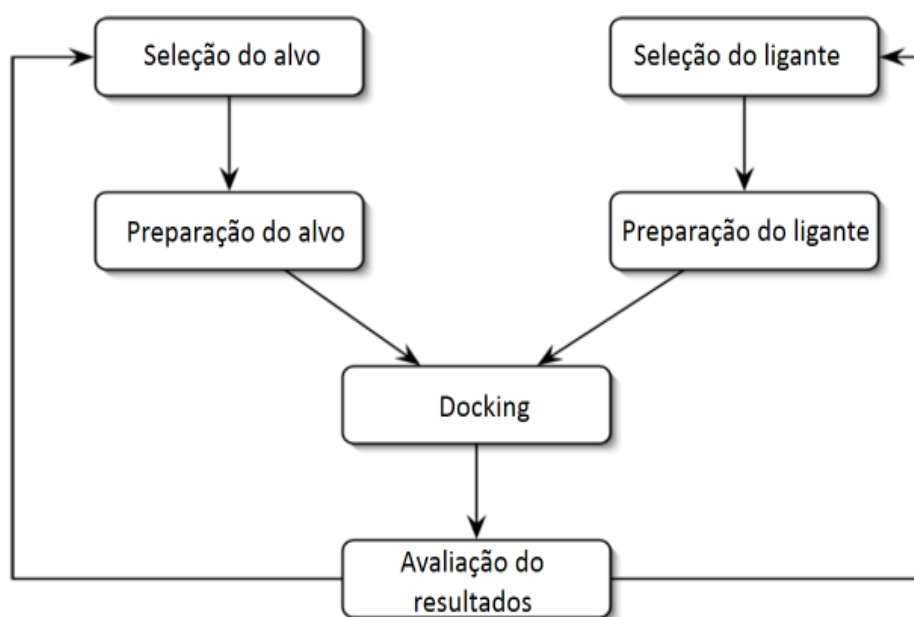 Seleção do alvo
Seleção do ligante
Preparação do alvo
Preparação do ligante
Docking
Avaliação do
resultados